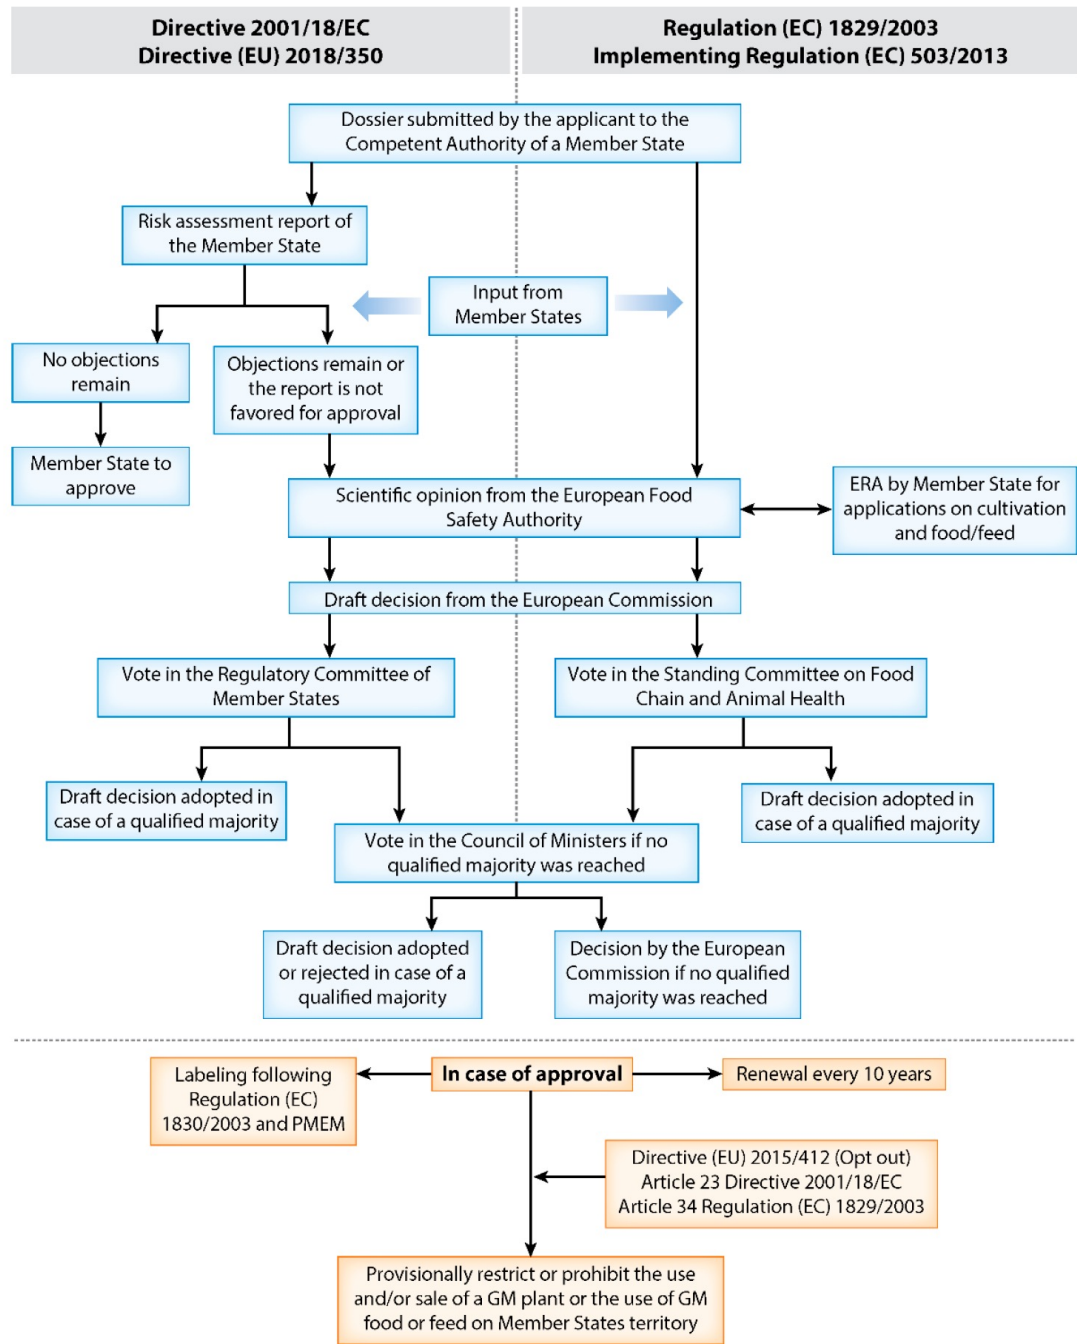 Directive 2001/18/EC
Directive (EU) 2018/350
Regulation (EC) 1829/2003
Implementing Regulation (EC) 503/2013
Dossier submitted by the applicant to the
Competent Authority of a Member State
Risk assessment report of
the Member State
Input from
Member States
No objections
remain
Objections remain or
the report is not
favored for approval
Member State to
approve
Scientific opinion from the European Food
Safety Authority
ERA by Member State for
applications on cultivation
and food/feed
Draft decision from the European Commission
Vote in the Regulatory Committee of
Member States
Vote in the Standing Committee on Food
Chain and Animal Health
Draft decision adopted in
case of a qualified majority
Draft decision adopted in
case of a qualified majority
Vote in the Council of Ministers if no
qualified majority was reached
Draft decision adopted
or rejected in case of a
qualified majority
Decision by the European
Commission if no qualified
majority was reached
Labeling following
Regulation (EC)
1830/2003 and PMEM
In case of approval
Renewal every 10 years
Directive (EU) 2015/412 (Opt out)
Article 23 Directive 2001/18/EC
Article 34 Regulation (EC) 1829/2003
Provisionally restrict or prohibit the use
and/or sale of a GM plant or the use of GM
food or feed on Member States territory